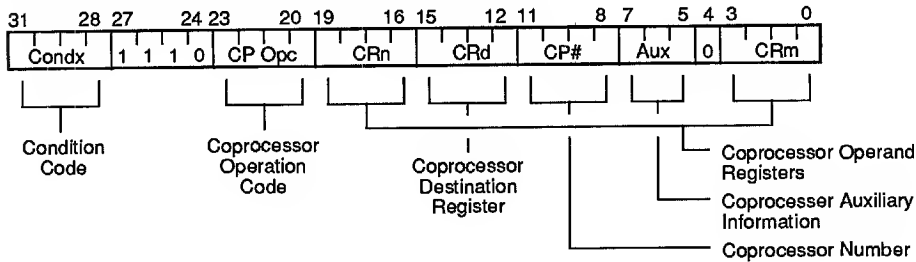 31 28 27 24 23 20 19 16 15 12 11 8 7 5 4 3 0
Condx 1 1 1 0 CP Opc CRn CRd CP# Aux 0 CRm
Condition
Code
Coprocessor
Operation
Code
Coprocessor
Destination
Register
Coprocessor Operand
Registers
Coprocesser Auxiliary
Information
Coprocessor Number